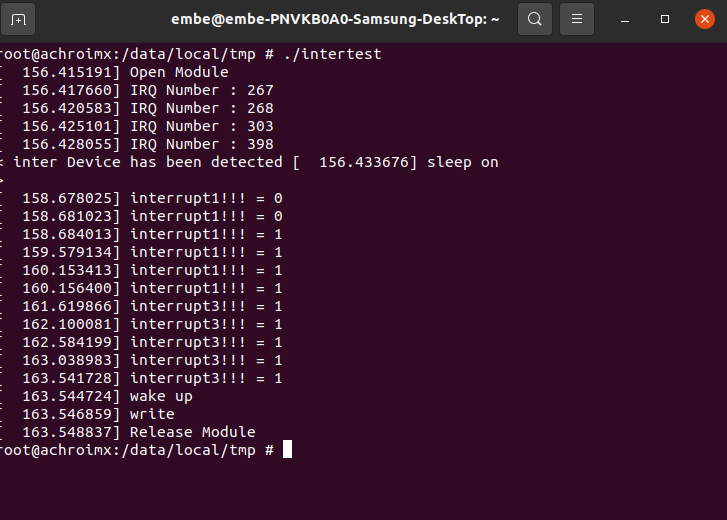 embe@embe-PNVKB0A0-Samsung-DeskTop: ~
root@achroimx:/data/local/tmp # ./intertest
[  156.415191] Open Module
[  156.417660] IRQ Number : 267
[  156.420583] IRQ Number : 268
[  156.425101] IRQ Number : 303
[  156.428055] IRQ Number : 398
< inter Device has been detected [  156.433676] sleep on
>
[  158.678025] interrupt1!!! = 0
[  158.681023] interrupt1!!! = 0
[  158.684013] interrupt1!!! = 1
[  159.579134] interrupt1!!! = 1
[  160.153413] interrupt1!!! = 1
[  160.156400] interrupt1!!! = 1
[  161.619866] interrupt3!!! = 1
[  162.100081] interrupt3!!! = 1
[  162.584199] interrupt3!!! = 1
[  163.038983] interrupt3!!! = 1
[  163.541728] interrupt3!!! = 1
[  163.544724] wake up
[  163.546859] write
[  163.548837] Release Module
root@achroimx:/data/local/tmp #